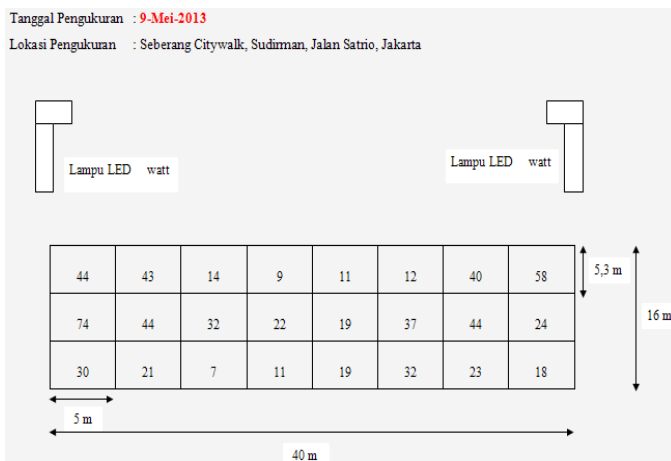 Tanggal Pengukuran : 9-Mei-2013
Lokasi Pengukuran : Seberang Citywalk, Sudirman, Jalan Satrio, Jakarta
Lampu LED watt
Lampu LED watt
44 43 14 9 11 12 40 58
5,3 m
74 44 32 22 19 37 44 24
16 m
30 21 7 11 19 32 23 18
5 m
40 m